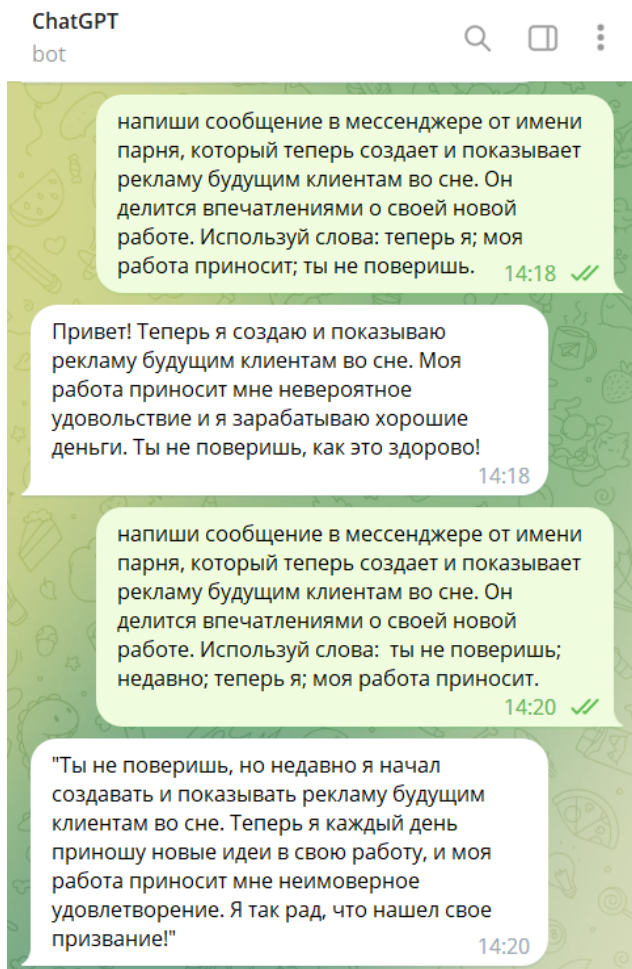 ChatGPT
bot
напиши сообщение в мессенджере от имени
парня, который теперь создает и показывает
рекламу будущим клиентам во сне. Он
делится впечатлениями о своей новой
работе. Используй слова: теперь я; моя
работа приносит; ты не поверишь. 14:18
Привет! Теперь я создаю и показываю
рекламу будущим клиентам во сне. Моя
работа приносит мне невероятное
удовольствие и я зарабатываю хорошие
деньги. Ты не поверишь, как это здорово!
14:18
напиши сообщение в мессенджере от имени
парня, который теперь создает и показывает
рекламу будущим клиентам во сне. Он
делится впечатлениями о своей новой
работе. Используй слова:  ты не поверишь;
недавно; теперь я; моя работа приносит.
14:20
"Ты не поверишь, но недавно я начал
создавать и показывать рекламу будущим
клиентам во сне. Теперь я каждый день
приношу новые идеи в свою работу, и моя
работа приносит мне неимоверное
удовлетворение. Я так рад, что нашел свое
призвание!" 14:20